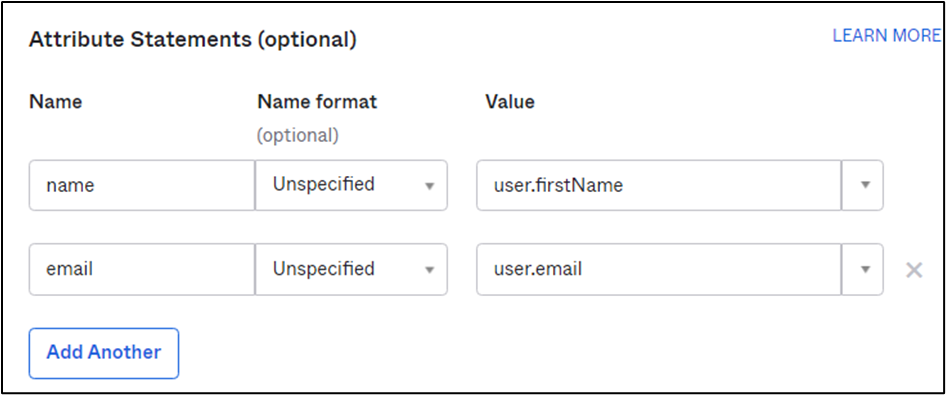 Attribute Statements (optional) LEARN MORE
Name Name format Value
(optional)
name Unspecified user.firstName
email Unspecified user.email
Add Another